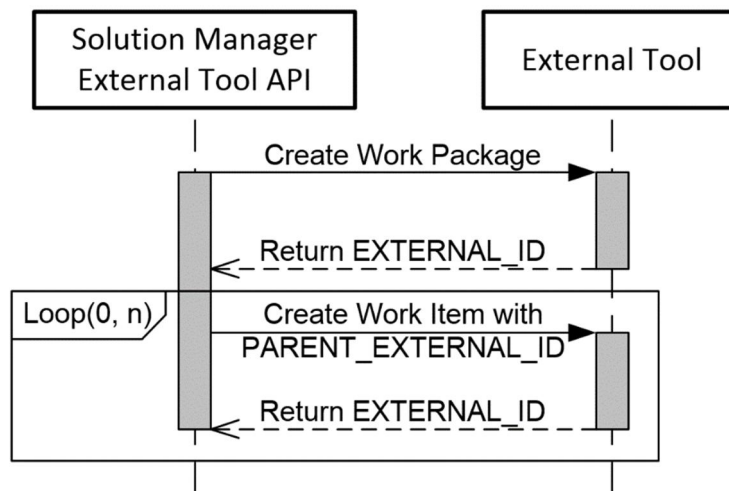 Solution Manager
External Tool API
External Tool
Create Work Package
Return EXTERNAL_ID
Loop(0, n)
Create Work Item with
PARENT_EXTERNAL_ID
Return EXTERNAL_ID